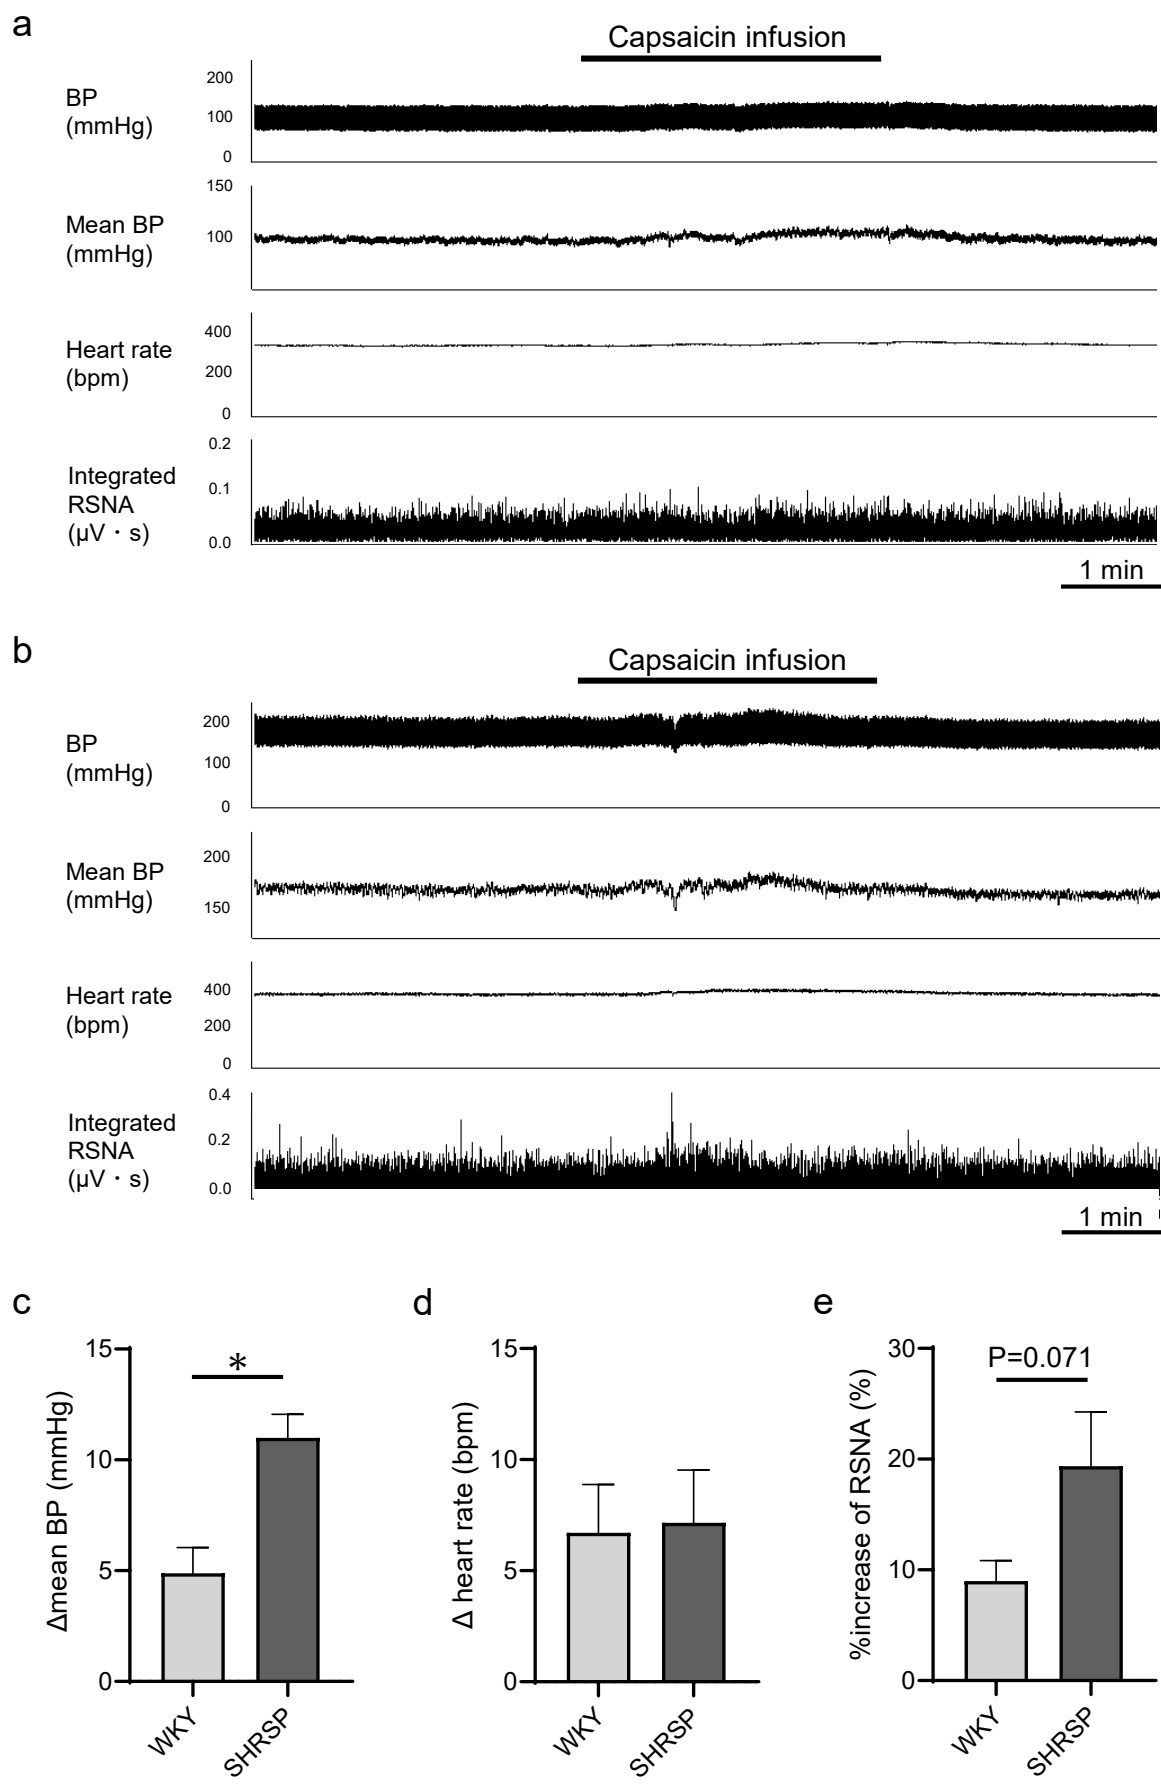 a
Capsaicin infusion
BP
(mmHg)
200
100
0
Mean BP
(mmHg)
150
100
Heart rate
(bpm)
400
200
0
Integrated
RSNA
(μV・s)
0.2
0.1
0.0
1 min
b
Capsaicin infusion
BP
(mmHg)
200
100
0
Mean BP
(mmHg)
200
150
Heart rate
(bpm)
400
200
0
Integrated
RSNA
(μV・s)
0.4
0.2
0.0
1 min
c
Δmean BP (mmHg)
15
10
5
0
*
WKY
SHRSP
d
Δ heart rate (bpm)
15
10
5
0
WKY
SHRSP
e
%increase of RSNA (%)
30
20
10
0
P=0.071
WKY
SHRSP